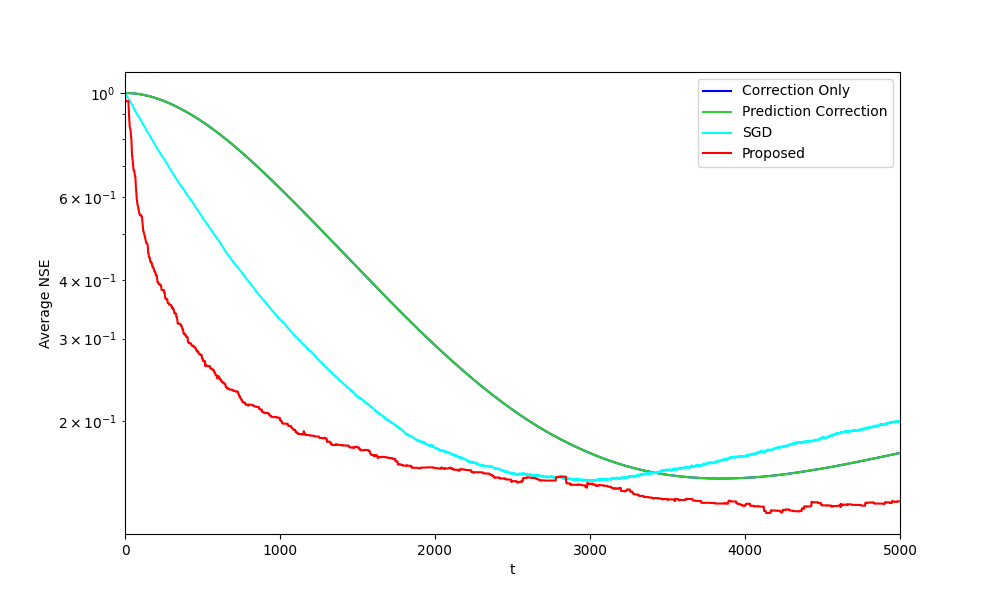 Correction Only
Prediction Correction
SGD
Proposed
10⁰
6 × 10⁻¹
4 × 10⁻¹
3 × 10⁻¹
2 × 10⁻¹
Average NSE
0 1000 2000 3000 4000 5000
t